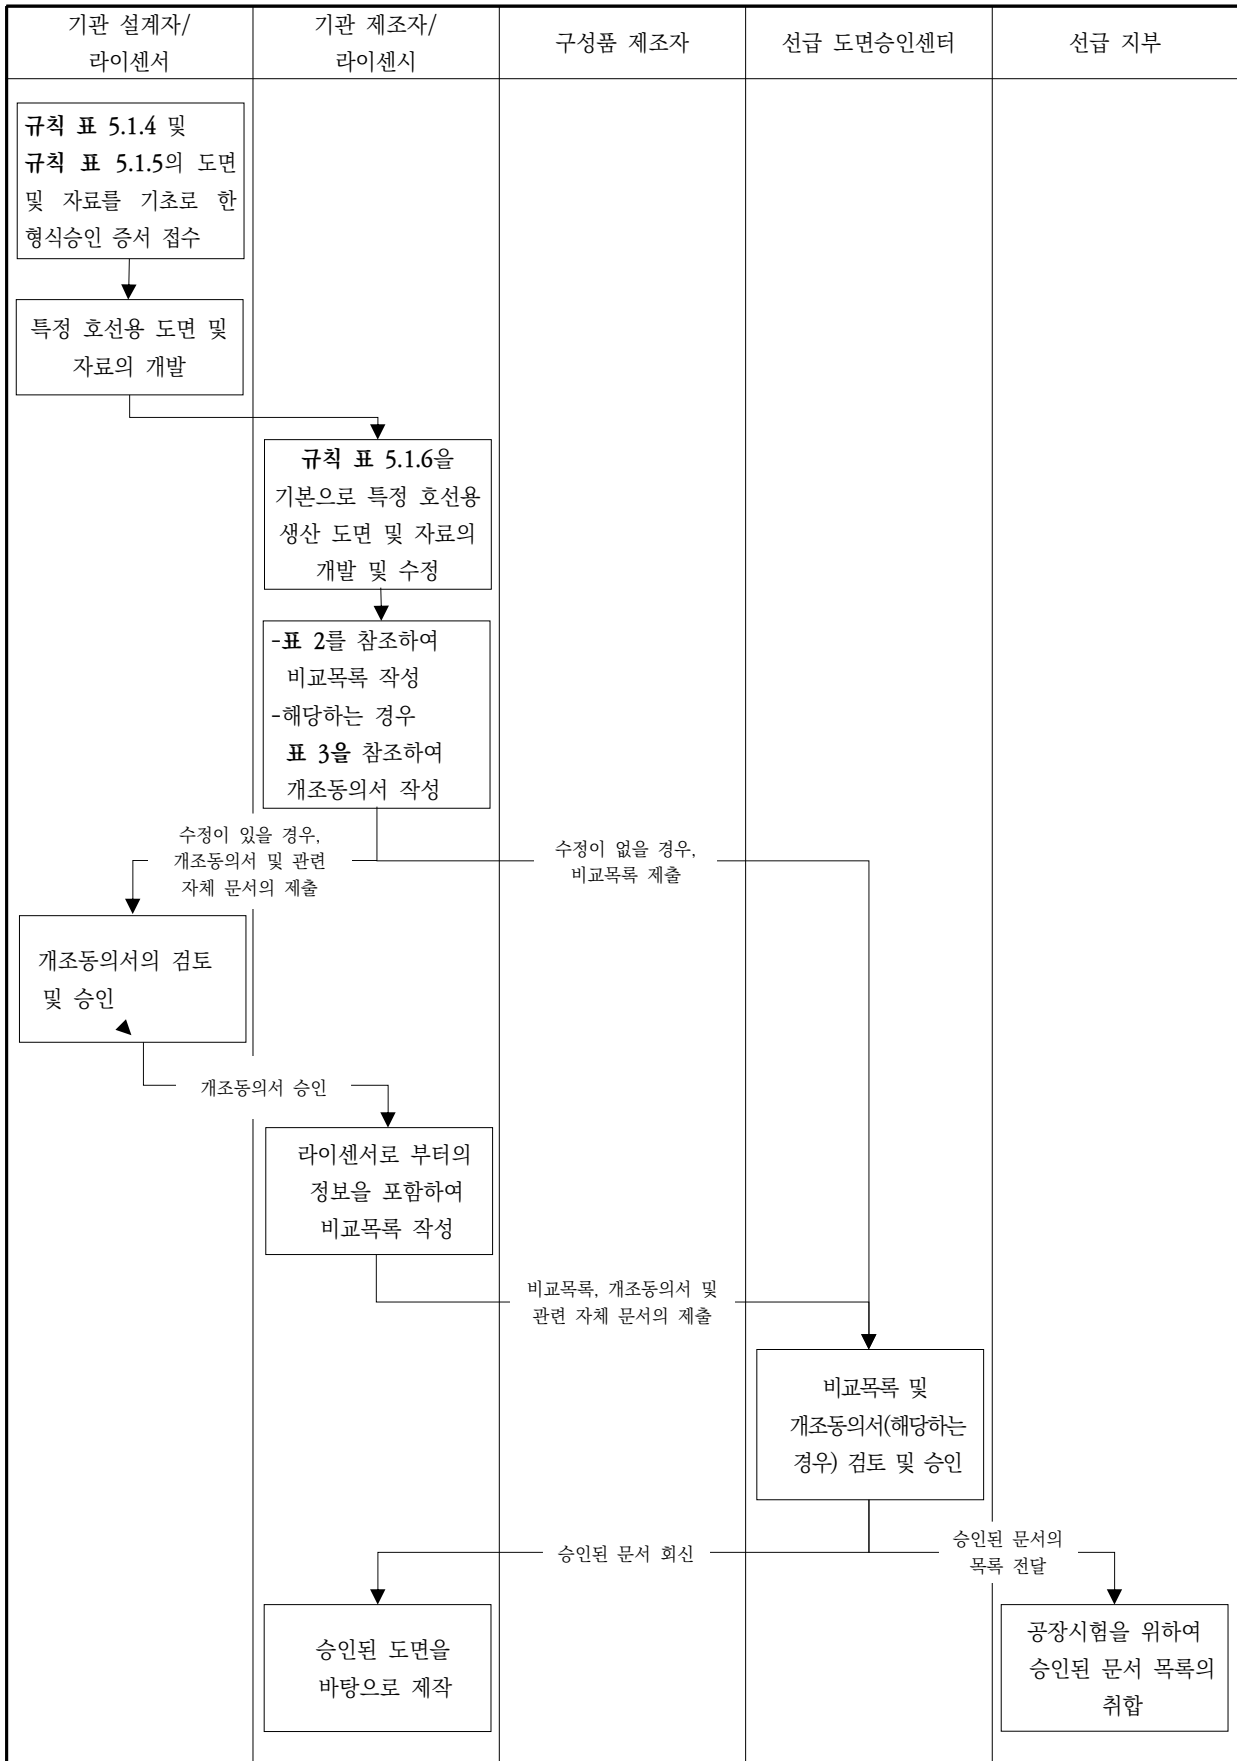 기관 설계자/
라이센서
기관 제조자/
라이센시
구성품 제조자
선급 도면승인센터
선급 지부
규칙 표 5.1.4 및
규칙 표 5.1.5의 도면
및 자료를 기초로 한
형식승인 증서 접수
특정 호선용 도면 및
자료의 개발
규칙 표 5.1.6을
기본으로 특정 호선용
생산 도면 및 자료의
개발 및 수정
-표 2를 참조하여
비교목록 작성
-해당하는 경우
표 3을 참조하여
개조동의서 작성
수정이 있을 경우,
개조동의서 및 관련
자체 문서의 제출
수정이 없을 경우,
비교목록 제출
개조동의서의 검토
및 승인
개조동의서 승인
라이센서로 부터의
정보을 포함하여
비교목록 작성
비교목록, 개조동의서 및
관련 자체 문서의 제출
비교목록 및
개조동의서(해당하는
경우) 검토 및 승인
승인된 문서 회신
승인된 문서의
목록 전달
승인된 도면을
바탕으로 제작
공장시험을 위하여
승인된 문서 목록의
취합